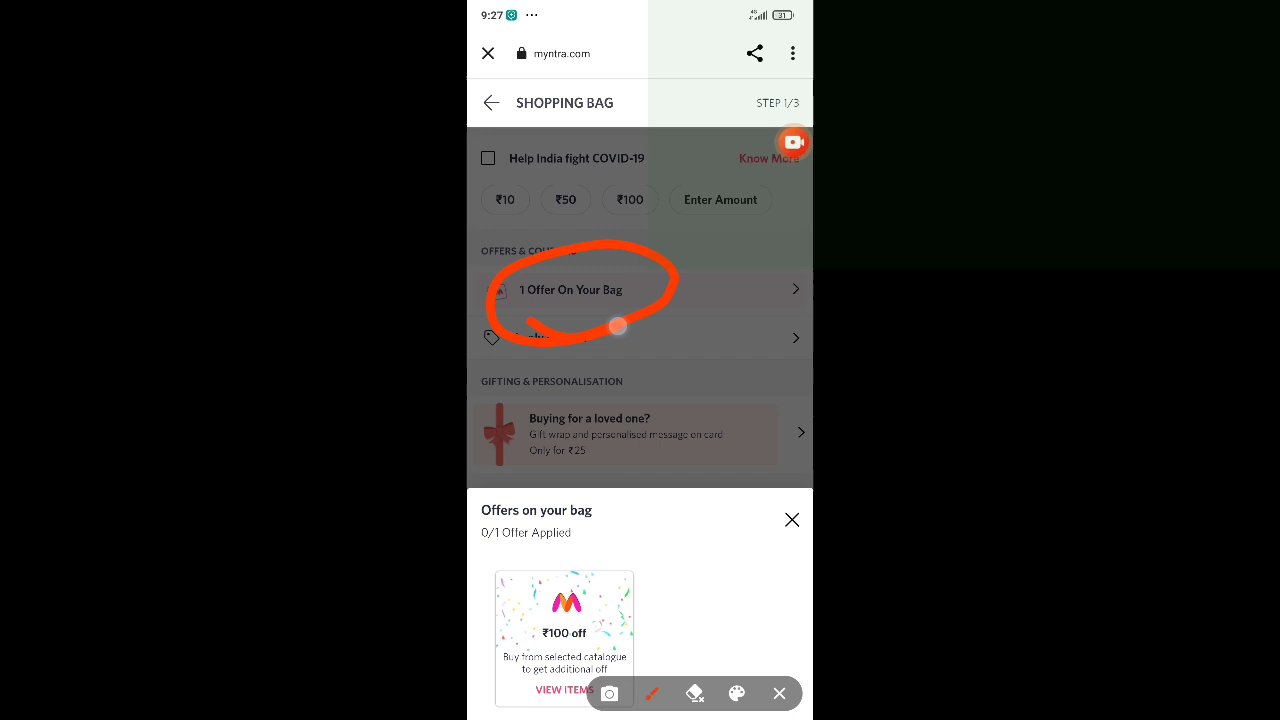 9:27 ... 4G 31
myntra.com
SHOPPING BAG STEP 1/3
Help India fight COVID-19 Know More
₹10 ₹50 ₹100 Enter Amount
OFFERS &
1 Offer On Your Bag
GIFTING & PERSONALISATION
Buying for a loved one?
Gift wrap and personalised message on card
Only for ₹25
Offers on your bag
0/1 Offer Applied
₹100 off
Buy from selected catalogue
to get additional off
VIEW ITEMS